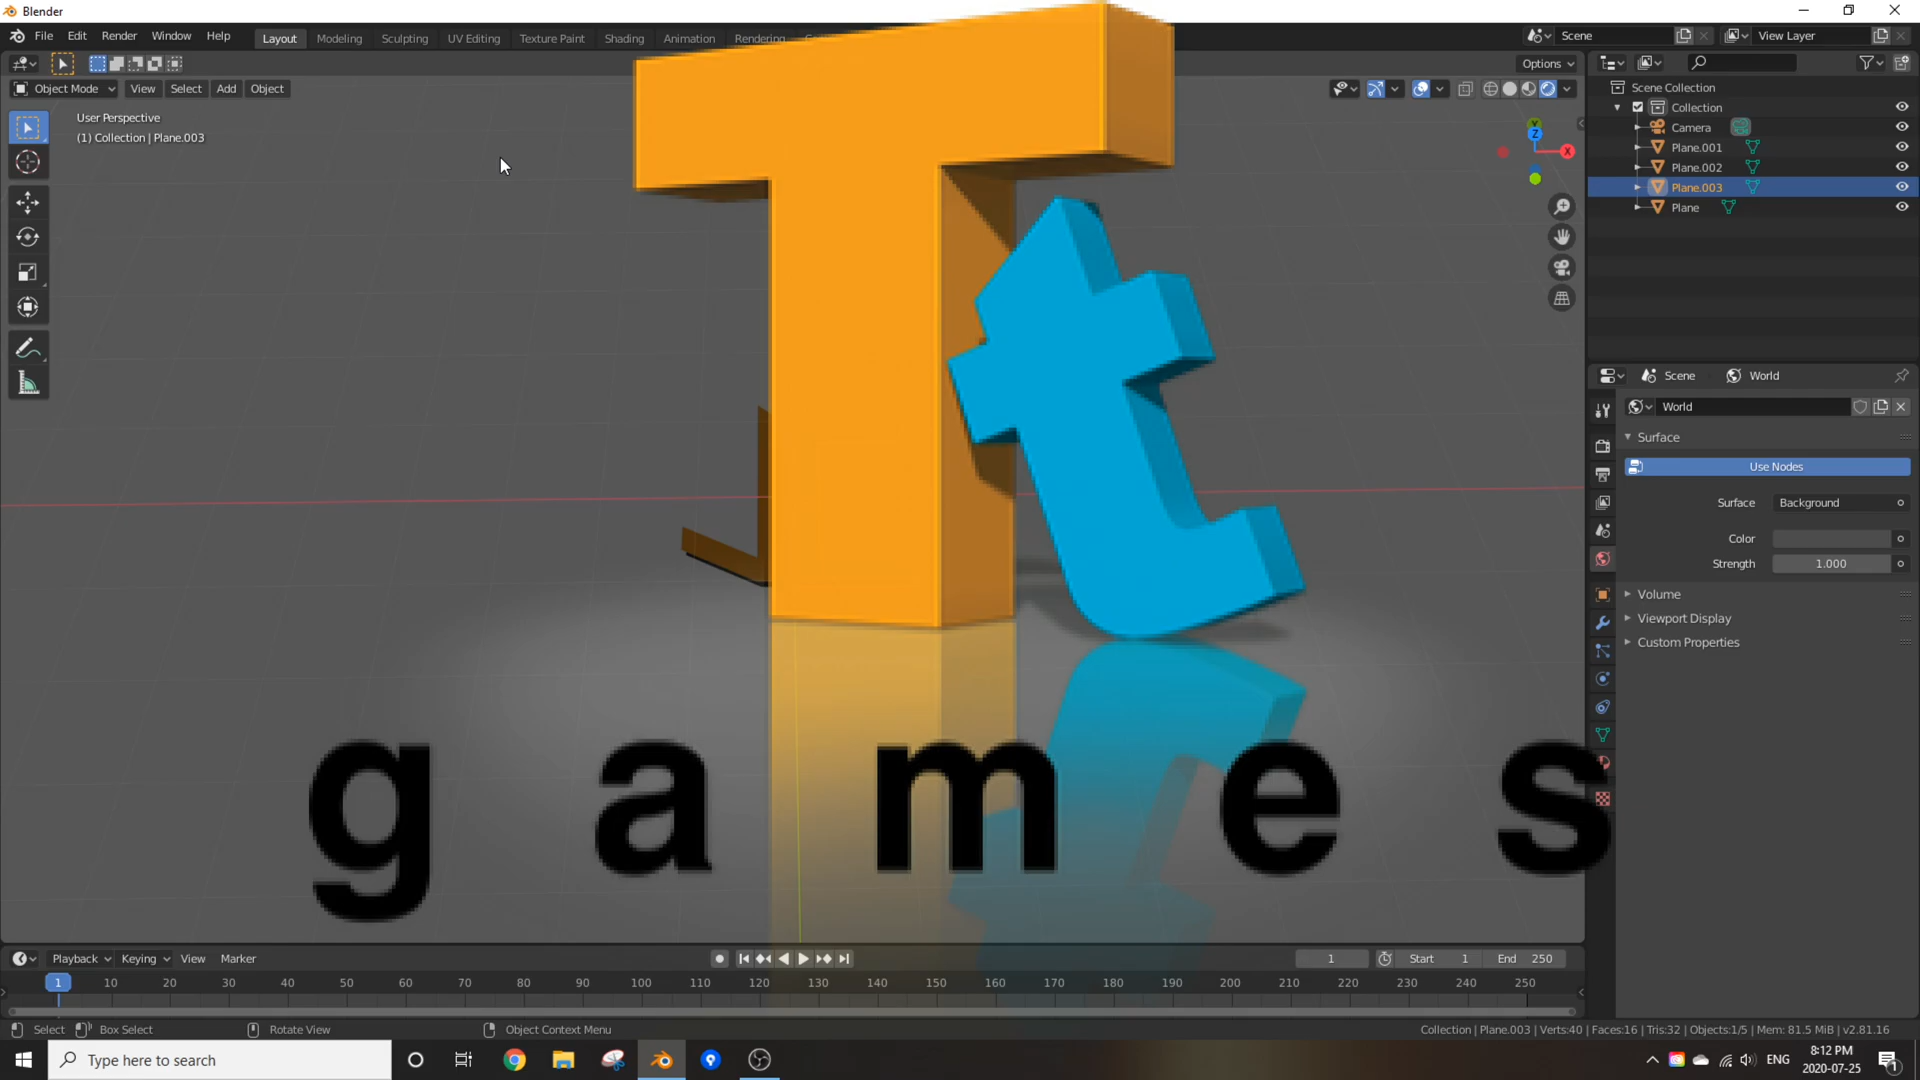 Blender
File Edit Render Window Help Layout Modeling Sculpting UV Editing Texture Paint Shading Animation Rendering Scene View Layer
Options
Object Mode View Select Add Object
User Perspective
(1) Collection | Plane.003
T
t
games
Z
X
Scene Collection
Collection
Camera
Plane.001
Plane.002
Plane.003
Plane
Scene World
World
Surface
Use Nodes
Surface Background
Color
Strength 1.000
Volume
Viewport Display
Custom Properties
Playback Keying View Marker 1 Start 1 End 250
1 10 20 30 40 50 60 70 80 90 100 110 120 130 140 150 160 170 180 190 200 210 220 230 240 250
Select Box Select Rotate View Object Context Menu Collection | Plane.003 | Verts:40 | Faces:16 | Tris:32 | Objects:1/5 | Mem: 81.5 MiB | v2.81.16
Type here to search
ENG
8:12 PM
2020-07-25
1